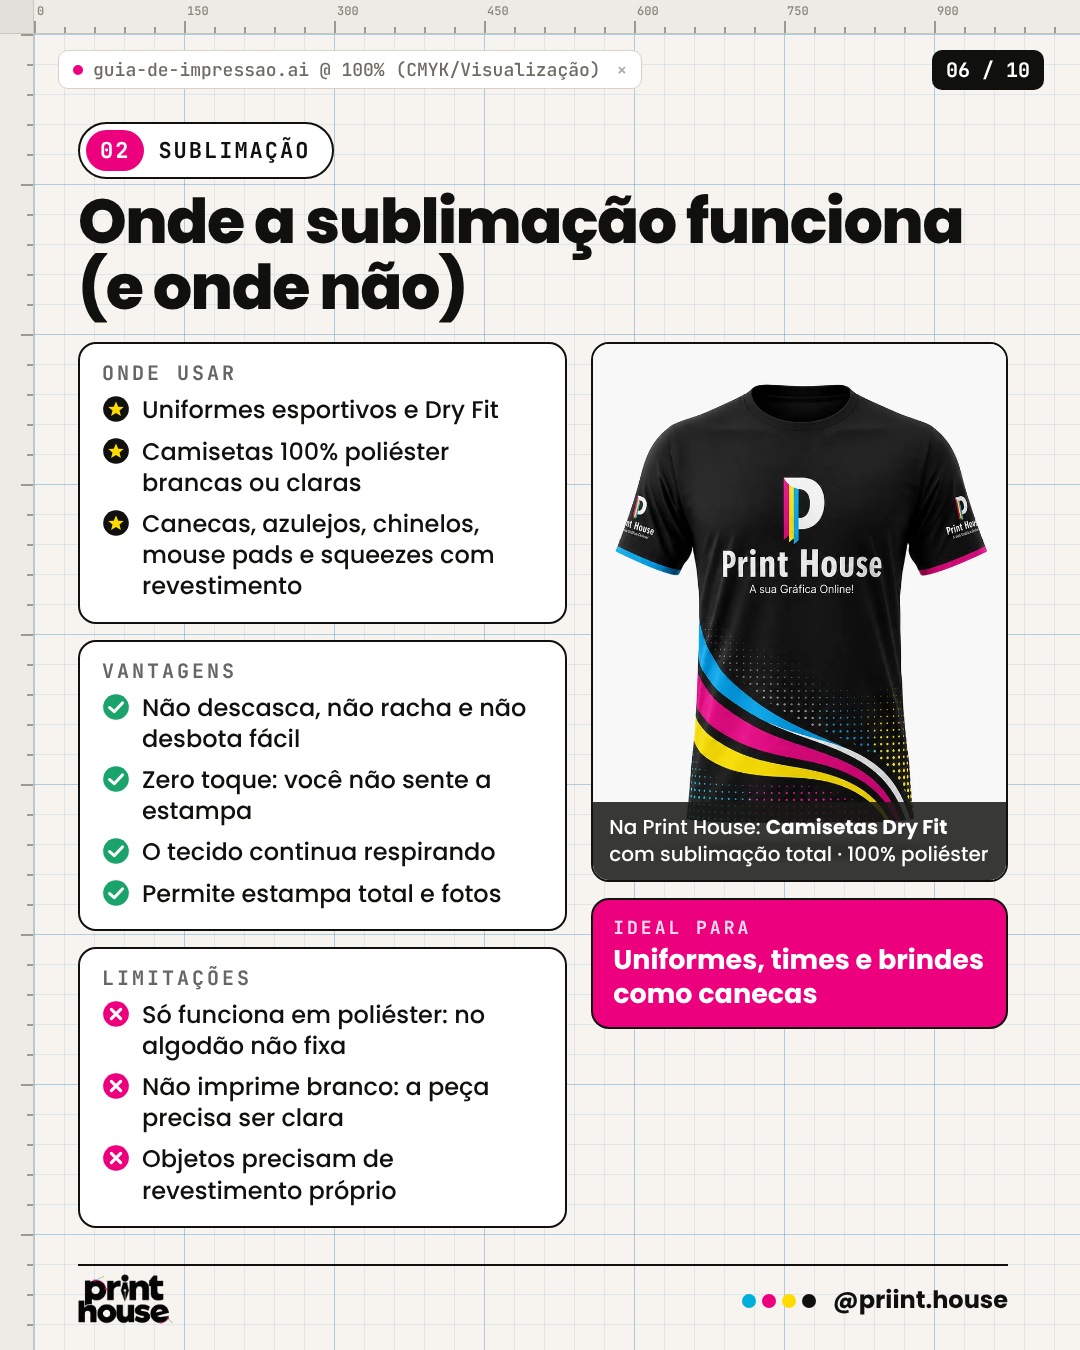 0 150 300 450 600 750 900
guia-de-impressao.ai @ 100% (CMYK/Visualização) ×
06 / 10
02 SUBLIMAÇÃO
Onde a sublimação funciona
(e onde não)
ONDE USAR
Uniformes esportivos e Dry Fit
Camisetas 100% poliéster
brancas ou claras
Canecas, azulejos, chinelos,
mouse pads e squeezes com
revestimento
VANTAGENS
Não descasca, não racha e não
desbota fácil
Zero toque: você não sente a
estampa
O tecido continua respirando
Permite estampa total e fotos
LIMITAÇÕES
Só funciona em poliéster: no
algodão não fixa
Não imprime branco: a peça
precisa ser clara
Objetos precisam de
revestimento próprio
Print House
A sua Gráfica Online!
Na Print House: Camisetas Dry Fit
com sublimação total · 100% poliéster
IDEAL PARA
Uniformes, times e brindes
como canecas
print
house
@priint.house